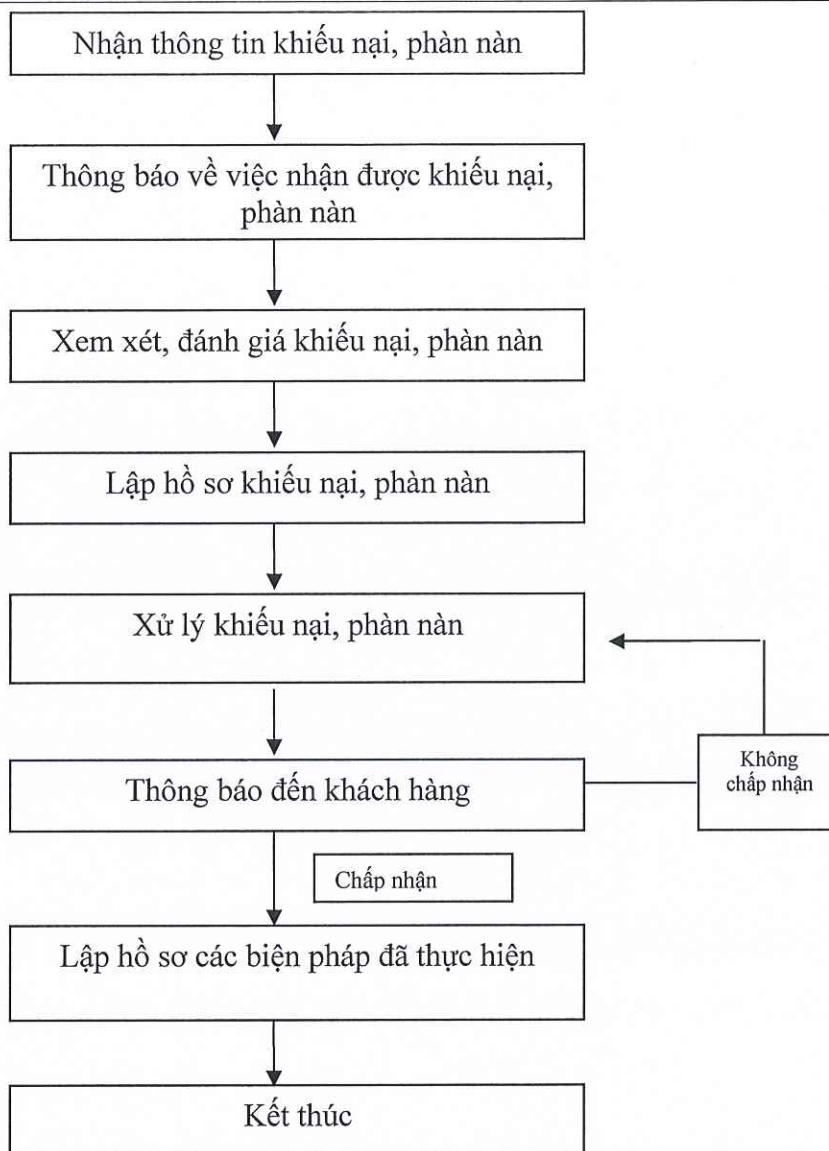 Nhận thông tin khiếu nại, phàn nàn
Thông báo về việc nhận được khiếu nại,
phàn nàn
Xem xét, đánh giá khiếu nại, phàn nàn
Lập hồ sơ khiếu nại, phàn nàn
Xử lý khiếu nại, phàn nàn
Thông báo đến khách hàng
Không
chấp nhận
Chấp nhận
Lập hồ sơ các biện pháp đã thực hiện
Kết thúc